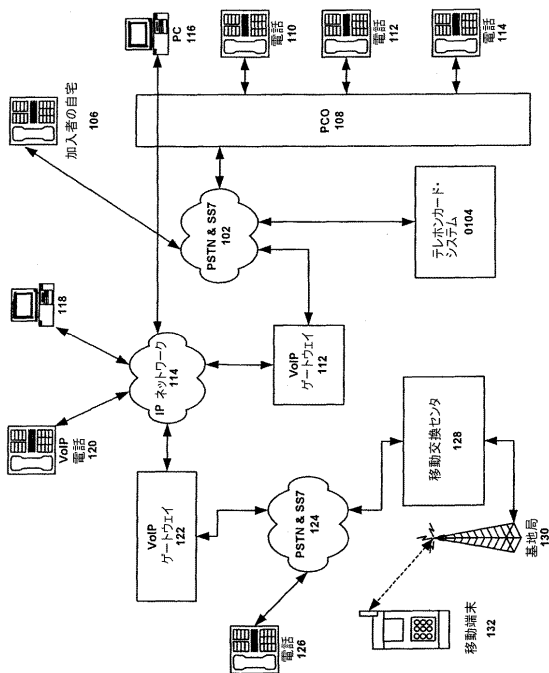 PC
116
電話
110
電話
112
電話
114
加入者の自宅
106
PCO
108
PSTN & SS7
102
テレホンカード・
システム
0104
118
IP ネットワーク
114
VoIP
ゲートウェイ
112
VoIP
電話
120
VoIP
ゲートウェイ
122
PSTN & SS7
124
移動交換センタ
128
電話
126
基地局
130
移動端末
132